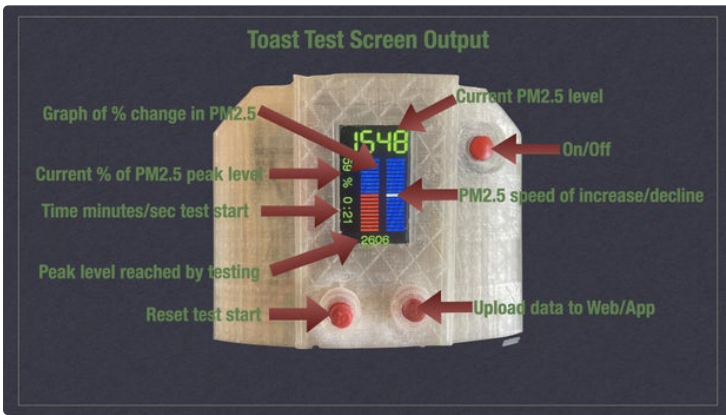 Toast Test Screen Output
Current PM2.5 level
Graph of % change in PM2.5
1548
On/Off
Current % of PM2.5 peak level
59 % 0:21
PM2.5 speed of increase/decline
Time minutes/sec test start
2606
Peak level reached by testing
Reset test start
Upload data to Web/App